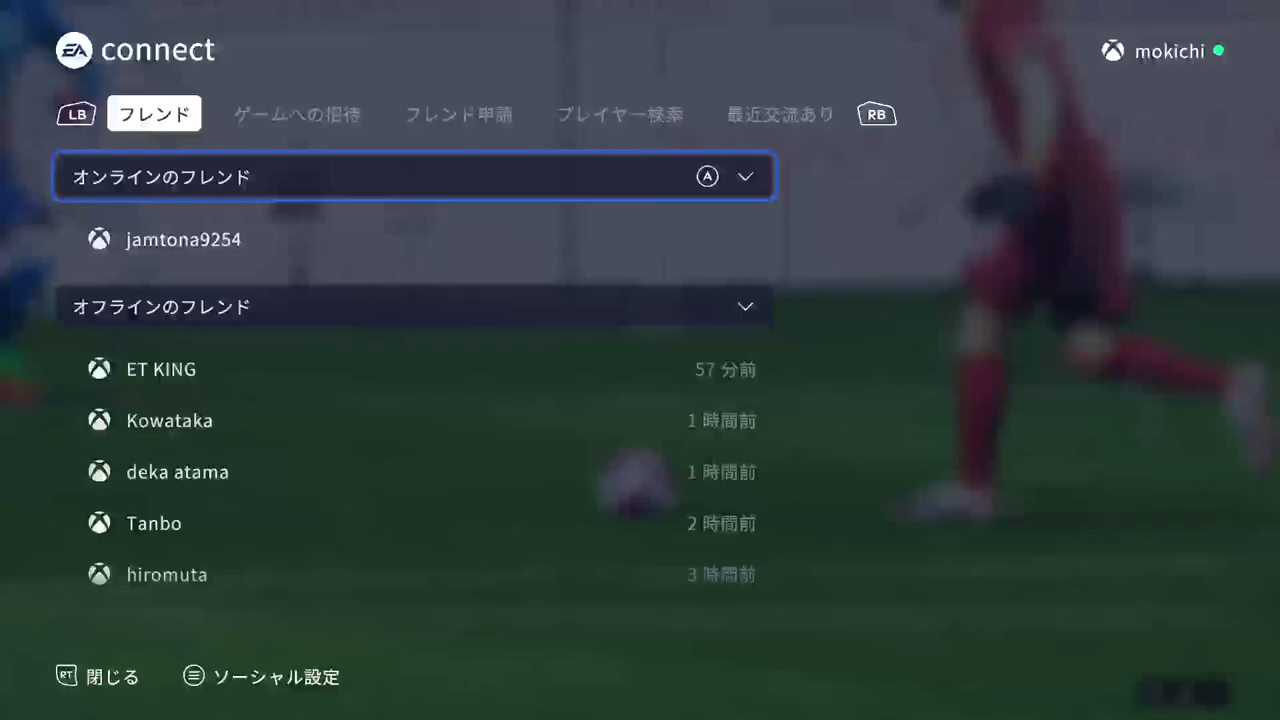 EA connect
mokichi
LB フレンド ゲームへの招待 フレンド申請 プレイヤー検索 最近交流あり RB
オンラインのフレンド A
jamtona9254
オフラインのフレンド
ET KING 57 分前
Kowataka 1 時間前
deka atama 1 時間前
Tanbo 2 時間前
hiromuta 3 時間前
RT 閉じる ソーシャル設定